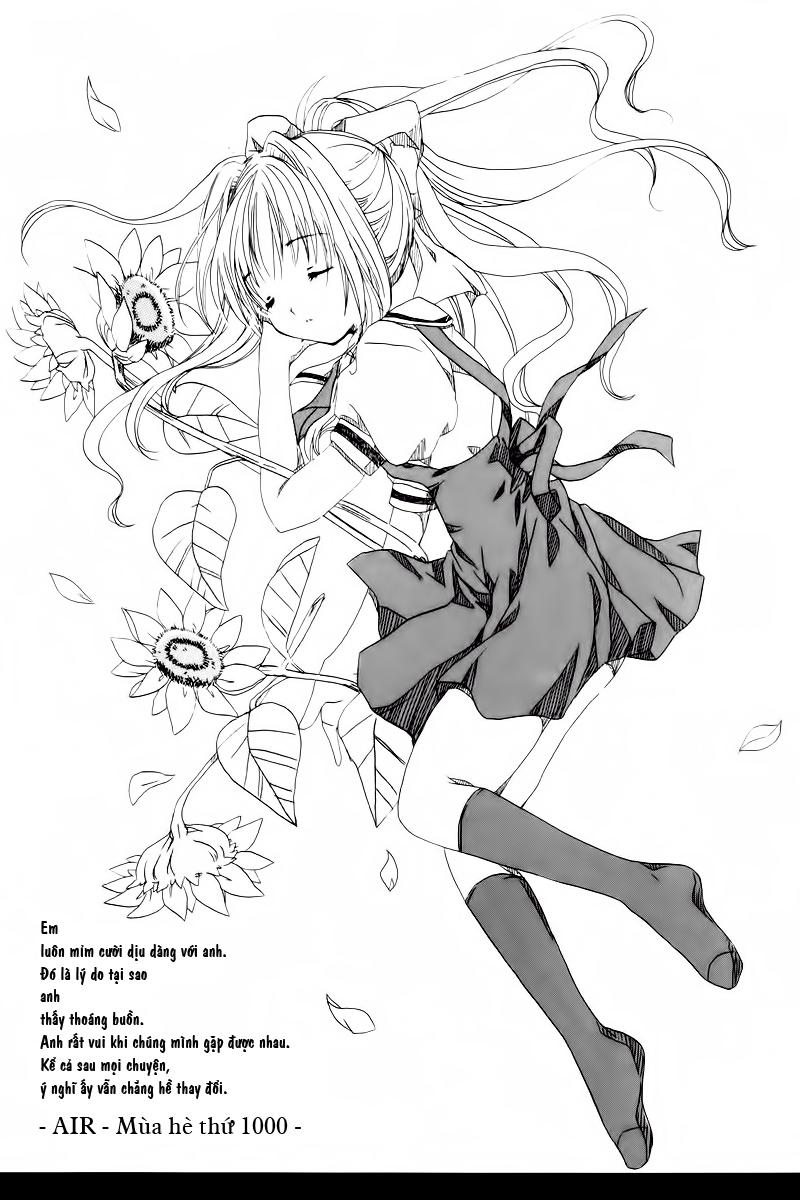 Em
luôn mỉm cười dịu dàng với anh.
Đó là lý do tại sao
anh
thấy thoáng buồn.
Anh rất vui khi chúng mình gặp được nhau.
Kể cả sau mọi chuyện,
ý nghĩ ấy vẫn chẳng hề thay đổi.
- AIR - Mùa hè thứ 1000 -